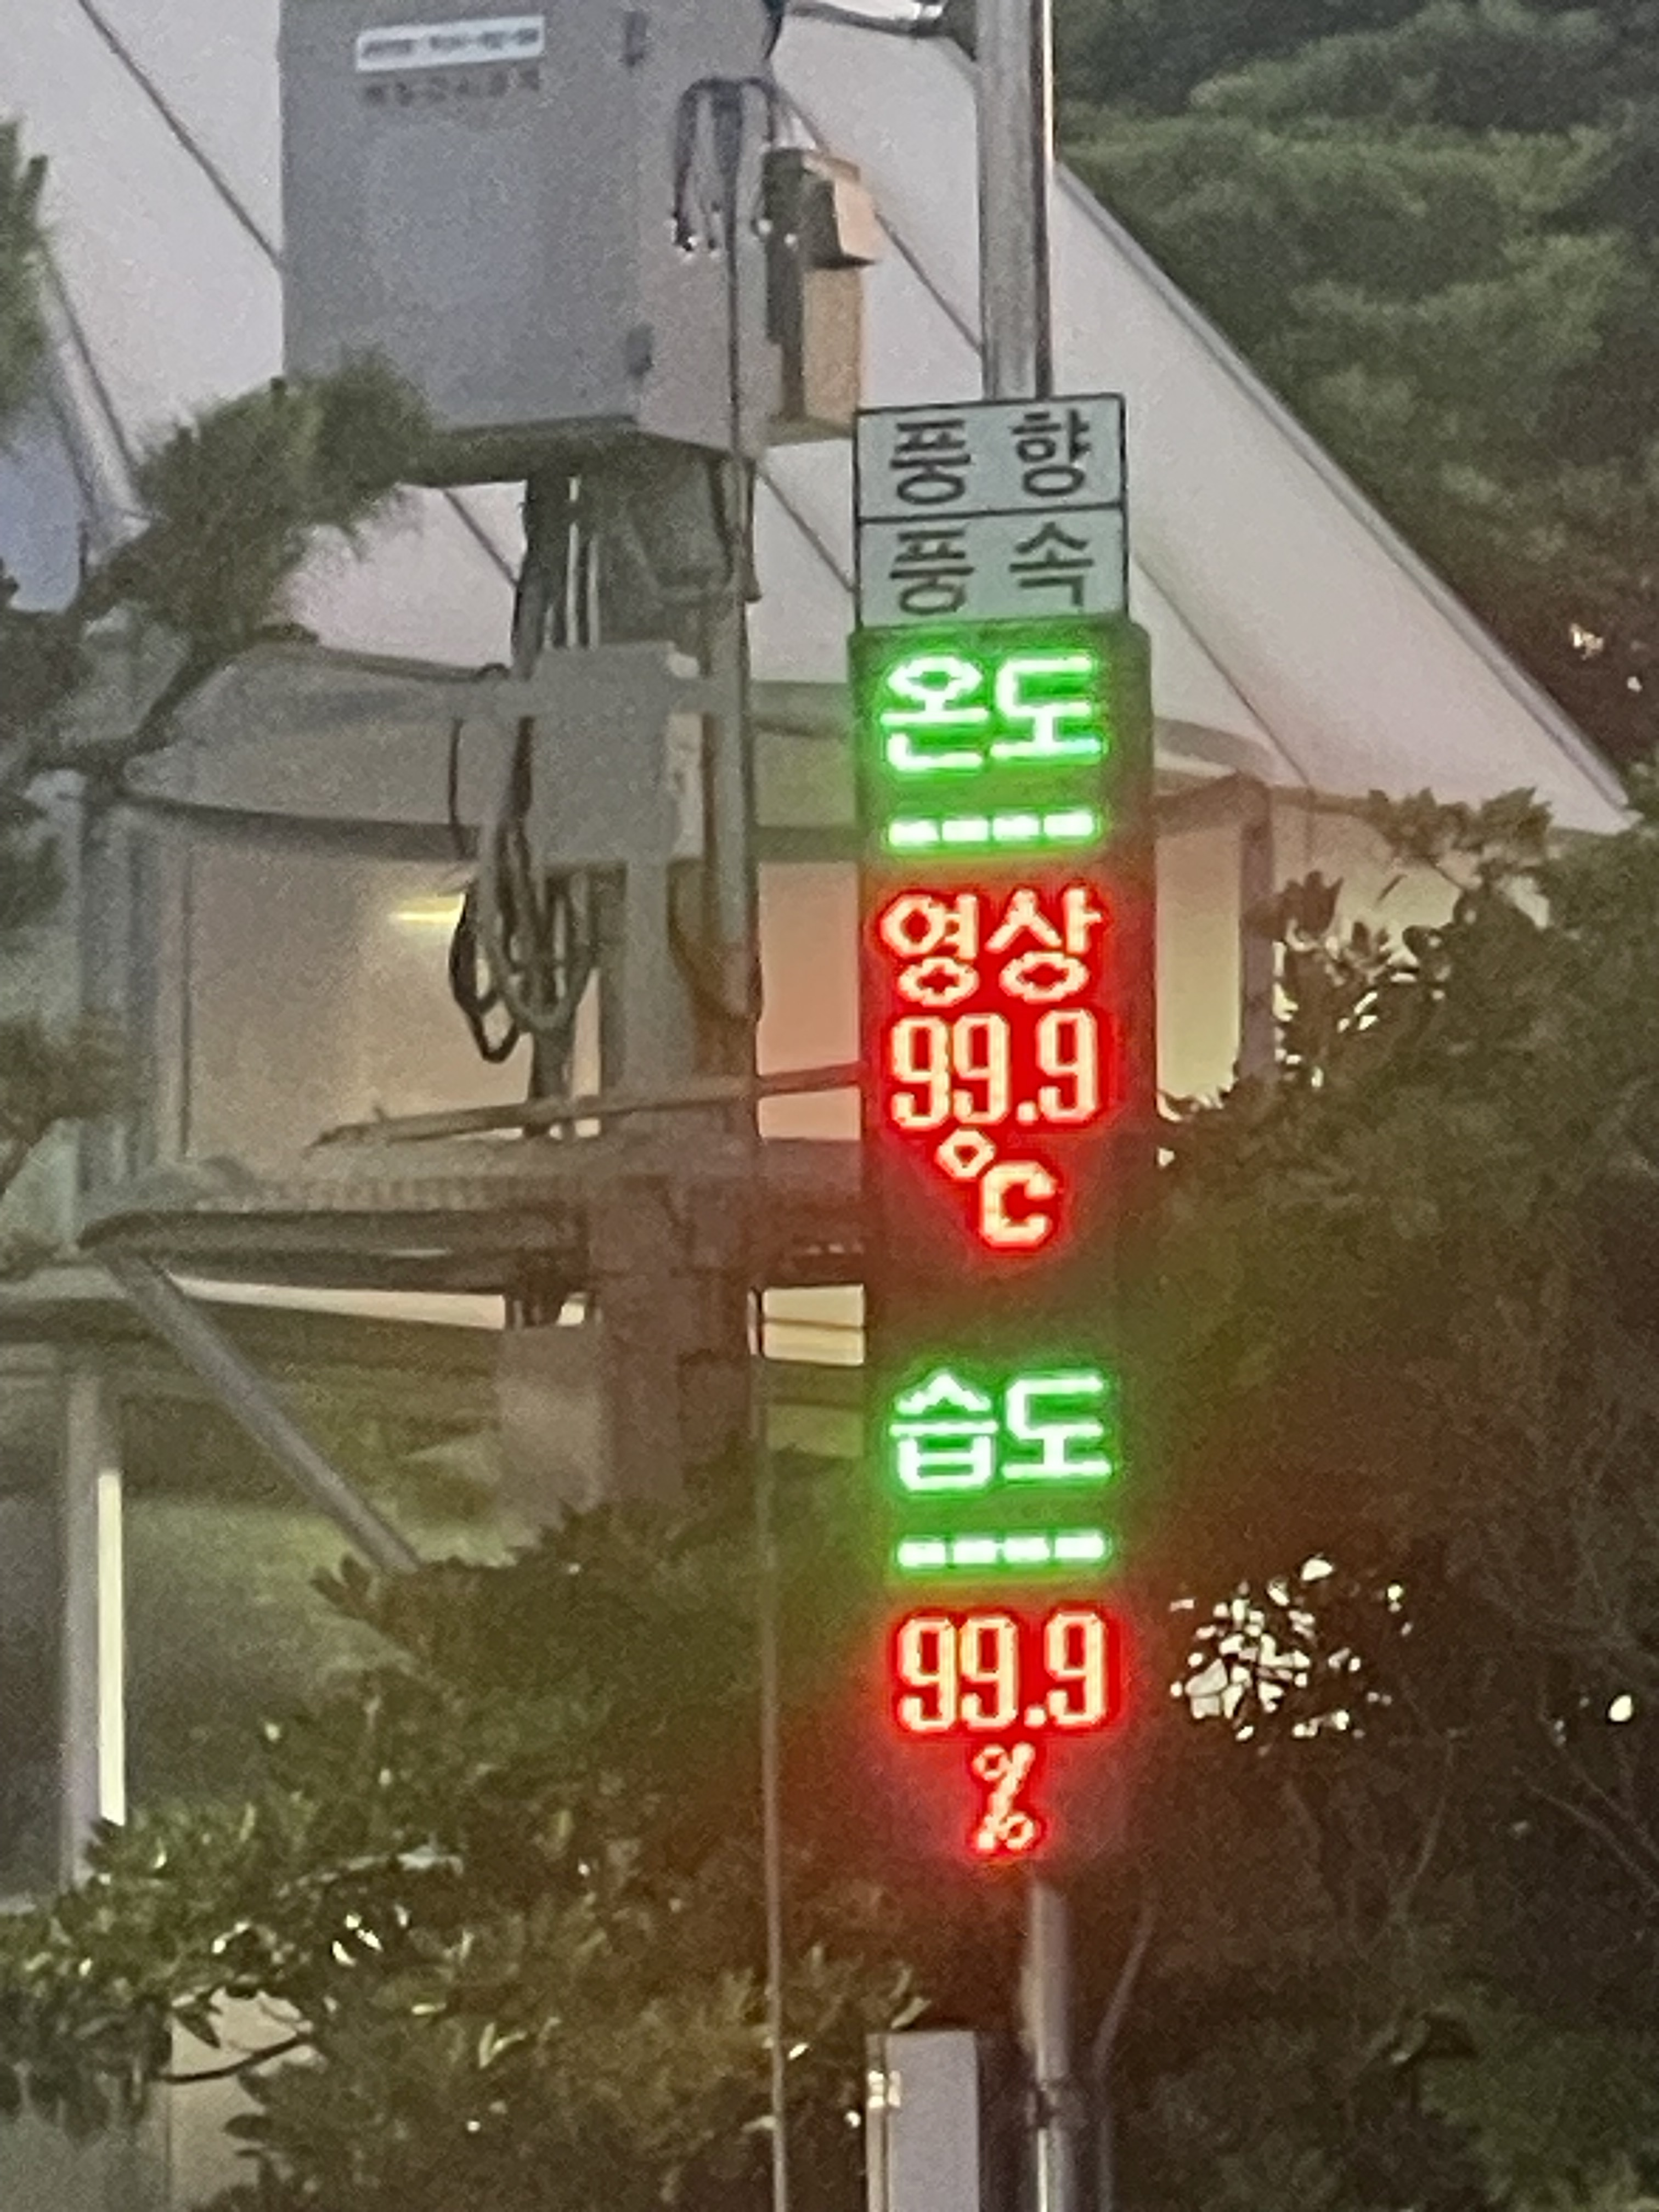 풍 향
풍 속
온도
----
영상
99.9
℃
습도
----
99.9
%